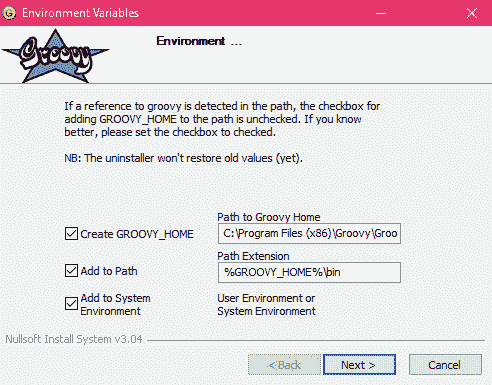 Environment Variables
Environment ...
Groovy
If a reference to groovy is detected in the path, the checkbox for
adding GROOVY_HOME to the path is unchecked. If you know
better, please set the checkbox to checked.
NB: The uninstaller won't restore old values (yet).
Path to Groovy Home
Create GROOVY_HOME
C:\Program Files (x86)\Groovy\Groo
Path Extension
Add to Path
%GROOVY_HOME%\bin
Add to System
Environment
User Environment or
System Environment
Nullsoft Install System v3.04
< Back
Next >
Cancel